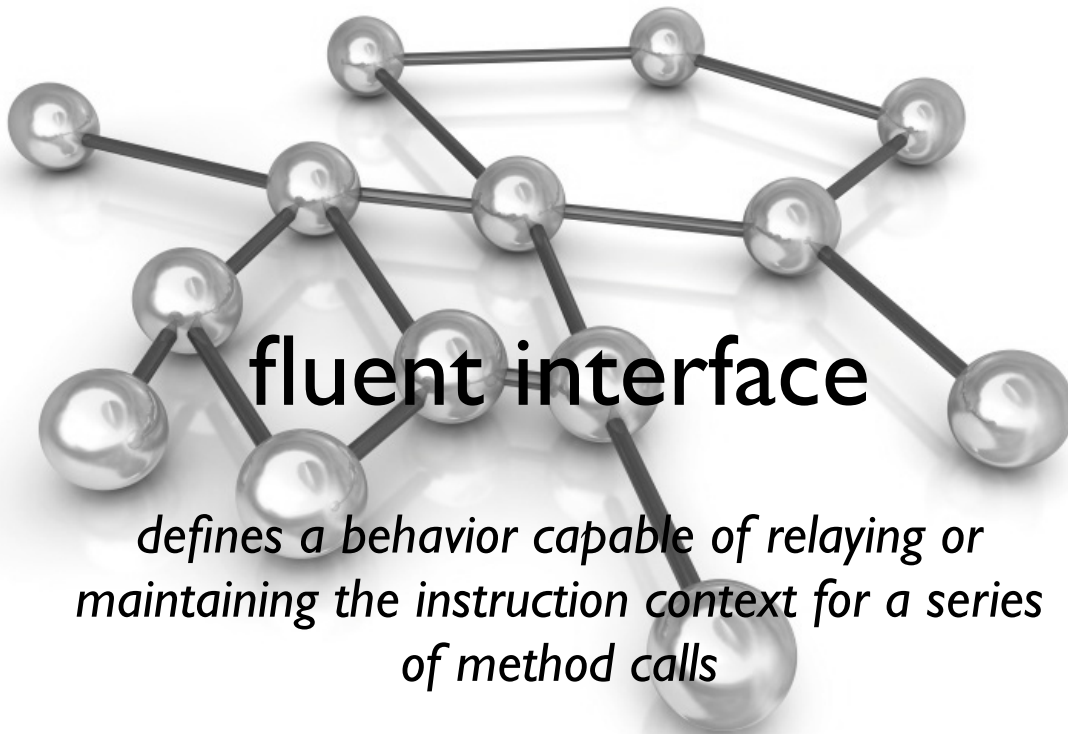 fluent interface
defines a behavior capable of relaying or
maintaining the instruction context for a series
of method calls